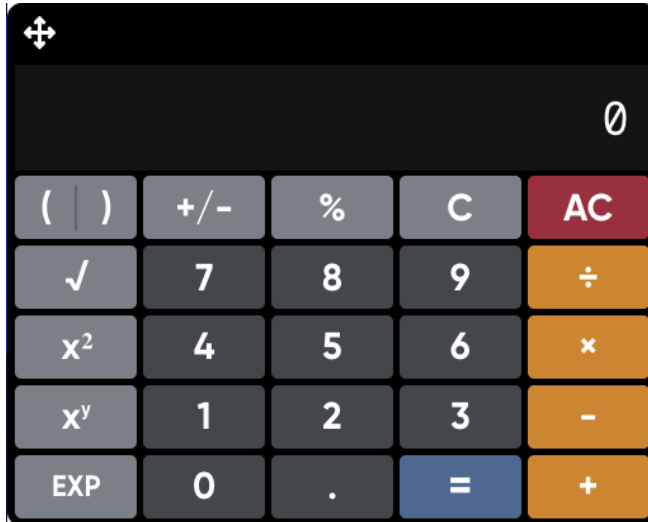 0
( ) +/- % C AC
√ 7 8 9 ÷
x² 4 5 6 ×
xʸ 1 2 3 -
EXP 0 . = +